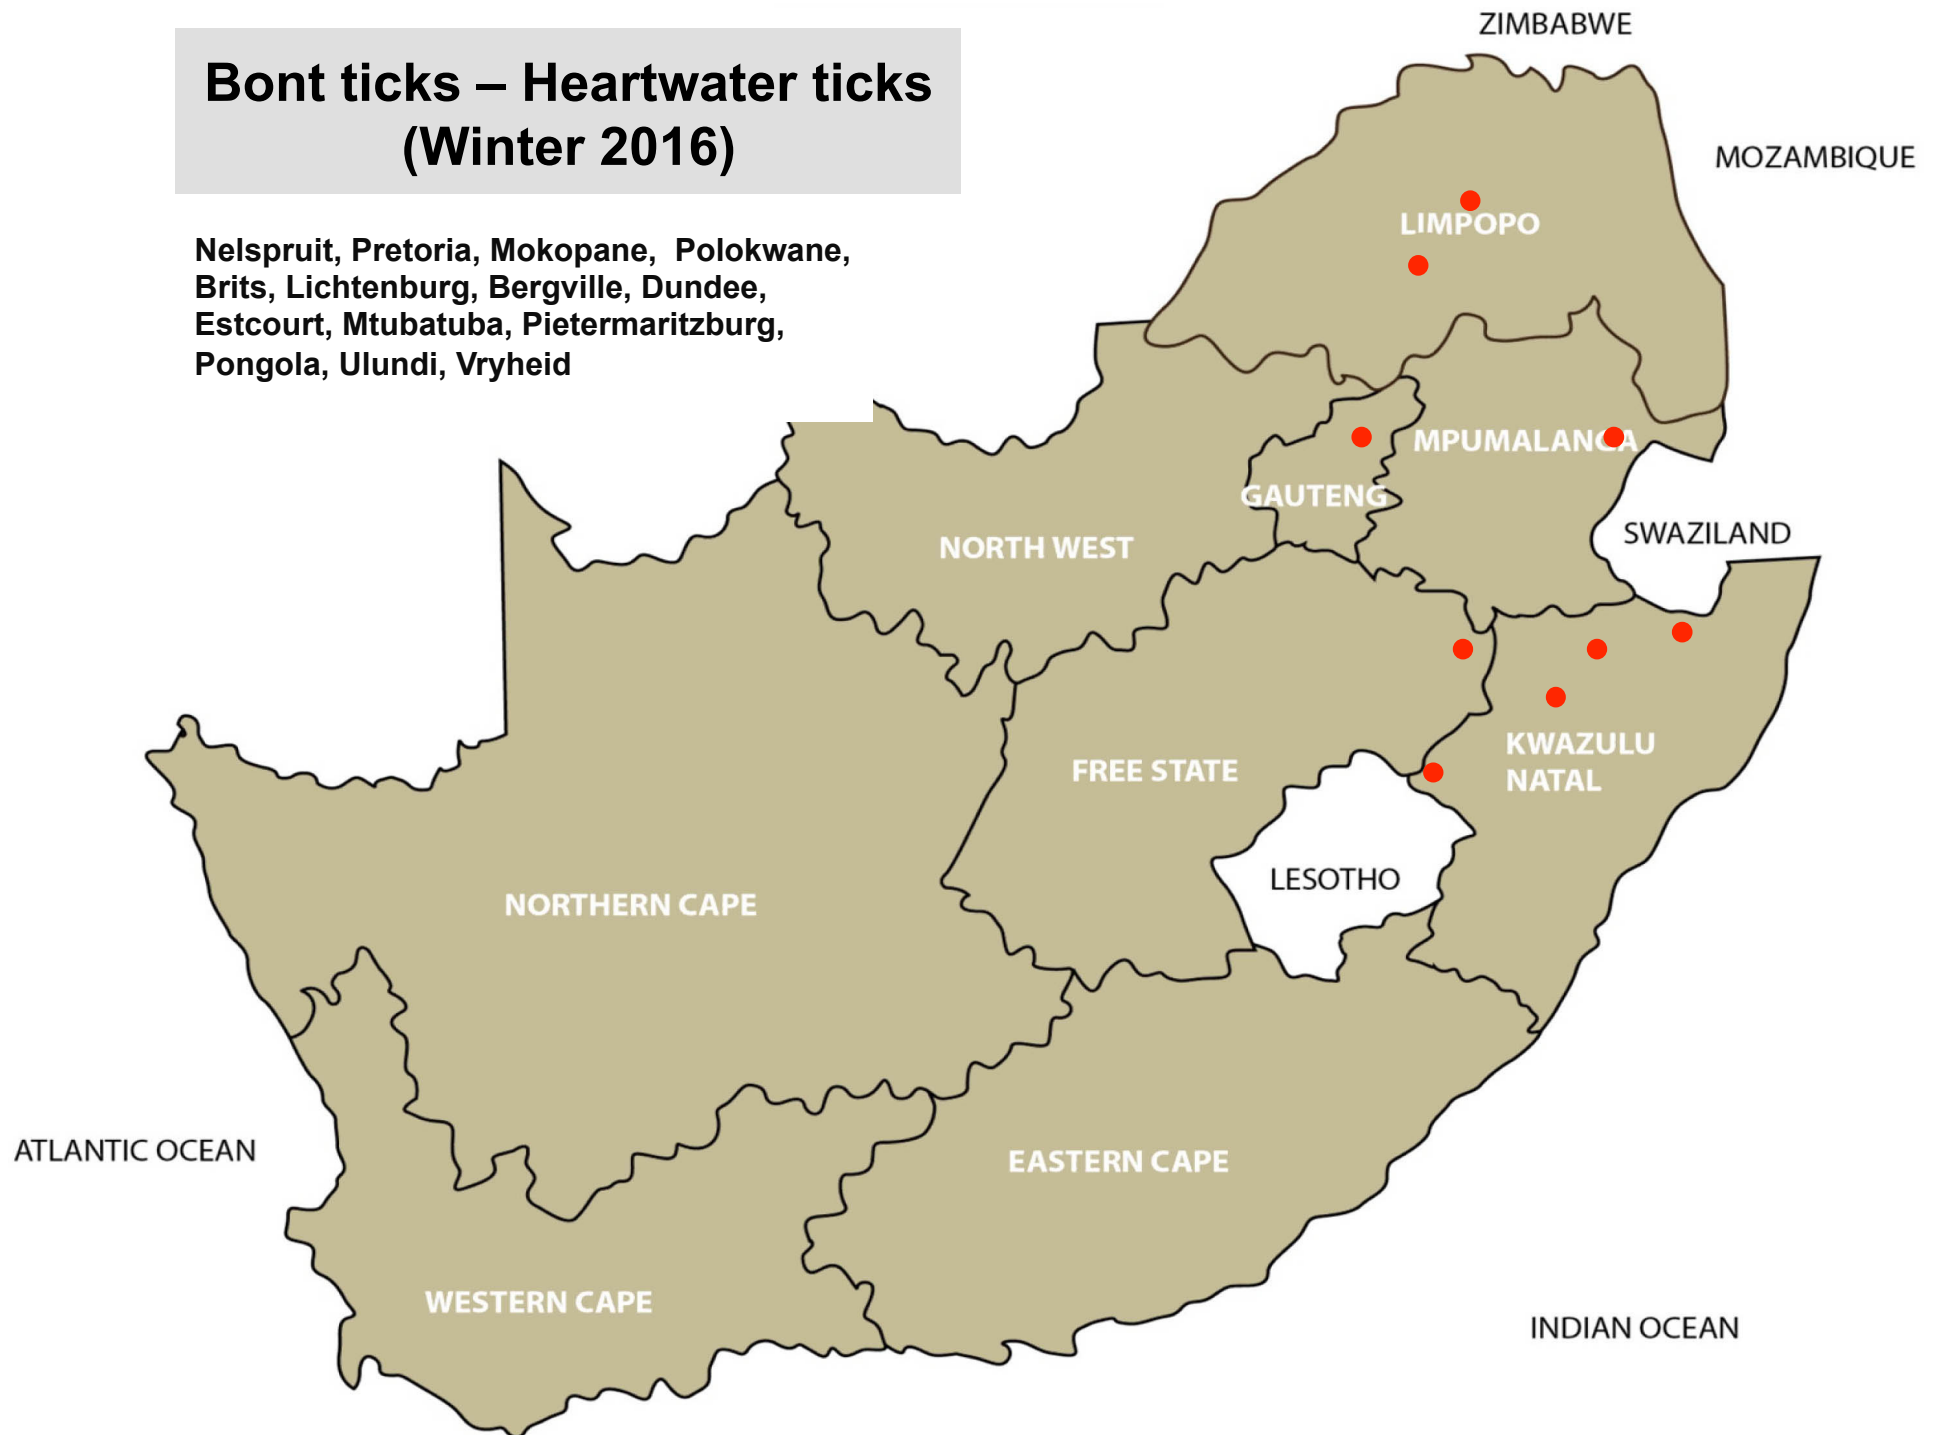 ZIMBABWE
Bont ticks – Heartwater ticks
(Winter 2016)
MOZAMBIQUE
LIMPOPO
Nelspruit, Pretoria, Mokopane, Polokwane,
Brits, Lichtenburg, Bergville, Dundee,
Estcourt, Mtubatuba, Pietermaritzburg,
Pongola, Ulundi, Vryheid
MPUMALANGA
GAUTENG
SWAZILAND
NORTH WEST
KWAZULU
NATAL
FREE STATE
LESOTHO
NORTHERN CAPE
ATLANTIC OCEAN
EASTERN CAPE
WESTERN CAPE
INDIAN OCEAN